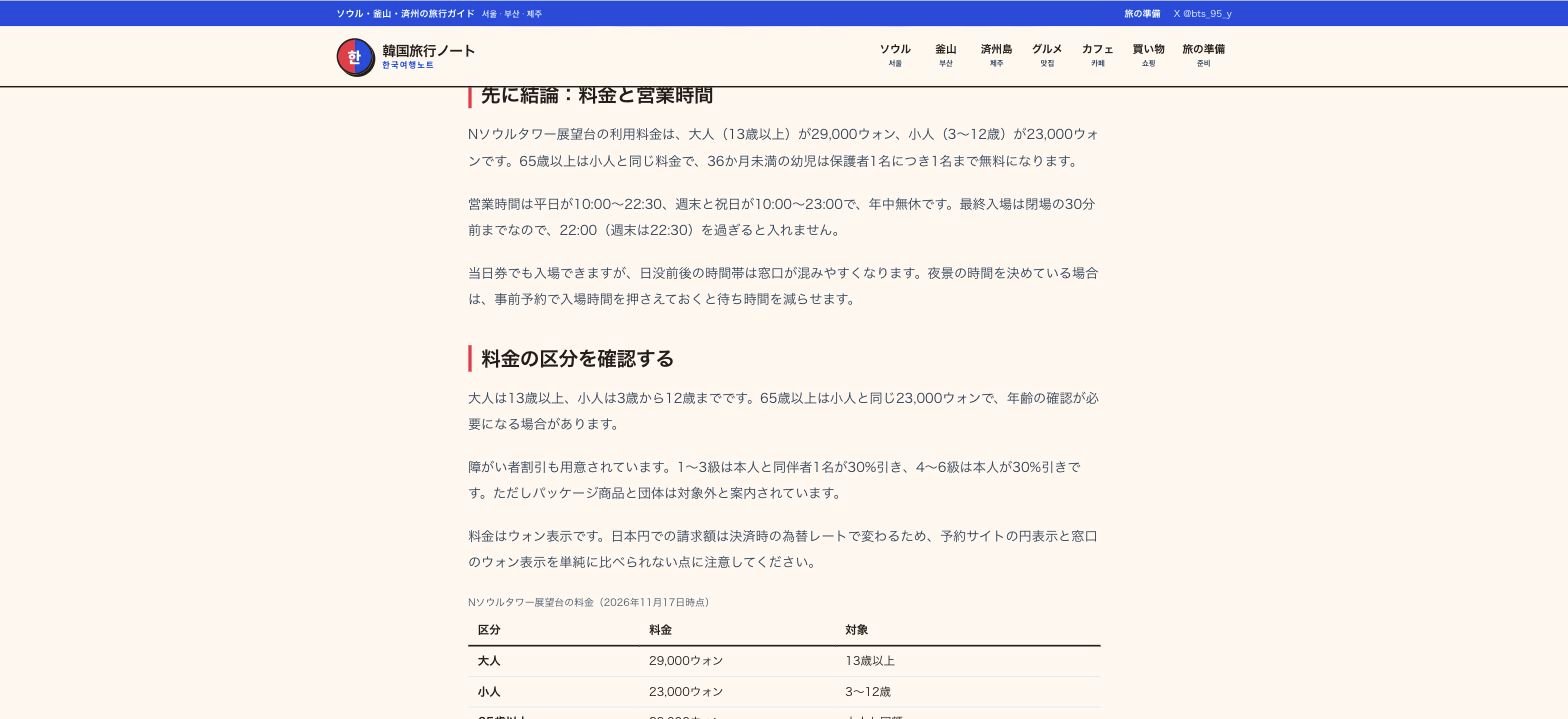 ソウル・釜山・済州の旅行ガイド 서울·부산·제주
旅の準備 X @bts_95_y
한
韓国旅行ノート
한국여행노트
ソウル 釜山 済州島 グルメ カフェ 買い物 旅の準備
서울 부산 제주 맛집 카페 쇼핑 준비
先に結論：料金と営業時間
Nソウルタワー展望台の利用料金は、大人（13歳以上）が29,000ウォン、小人（3〜12歳）が23,000ウォ
ンです。65歳以上は小人と同じ料金で、36か月未満の幼児は保護者1名につき1名まで無料になります。
営業時間は平日が10:00〜22:30、週末と祝日が10:00〜23:00で、年中無休です。最終入場は閉場の30分
前までなので、22:00（週末は22:30）を過ぎると入れません。
当日券でも入場できますが、日没前後の時間帯は窓口が混みやすくなります。夜景の時間を決めている場合
は、事前予約で入場時間を押さえておくと待ち時間を減らせます。
料金の区分を確認する
大人は13歳以上、小人は3歳から12歳までです。65歳以上は小人と同じ23,000ウォンで、年齢の確認が必
要になる場合があります。
障がい者割引も用意されています。1〜3級は本人と同伴者1名が30%引き、4〜6級は本人が30%引きで
す。ただしパッケージ商品と団体は対象外と案内されています。
料金はウォン表示です。日本円での請求額は決済時の為替レートで変わるため、予約サイトの円表示と窓口
のウォン表示を単純に比べられない点に注意してください。
Nソウルタワー展望台の料金（2026年11月17日時点）
区分 料金 対象
大人 29,000ウォン 13歳以上
小人 23,000ウォン 3〜12歳